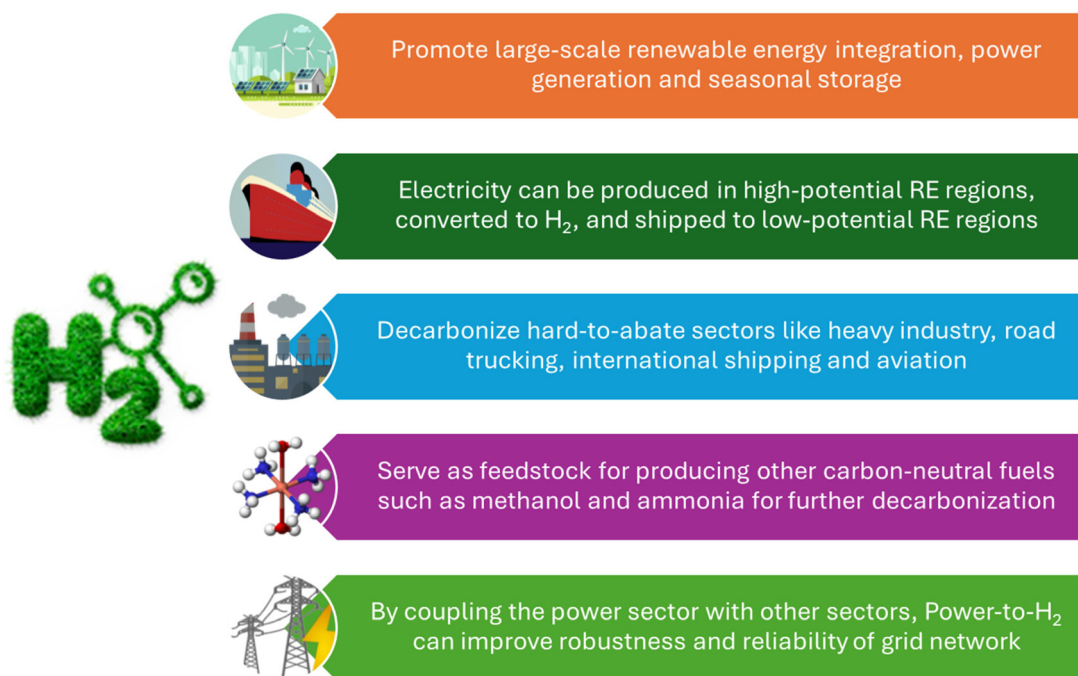 Promote large-scale renewable energy integration, power
generation and seasonal storage
Electricity can be produced in high-potential RE regions,
converted to H₂, and shipped to low-potential RE regions
H₂
Decarbonize hard-to-abate sectors like heavy industry, road
trucking, international shipping and aviation
Serve as feedstock for producing other carbon-neutral fuels
such as methanol and ammonia for further decarbonization
By coupling the power sector with other sectors, Power-to-H₂
can improve robustness and reliability of grid network